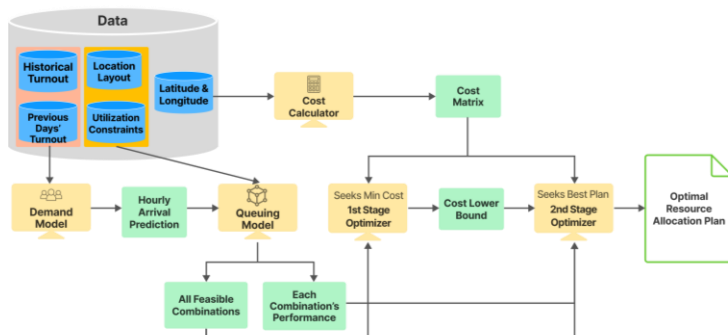 Data
Historical
Turnout
Location
Layout
Latitude &
Longitude
Previous
Days'
Turnout
Utilization
Constraints
Cost
Calculator
Cost
Matrix
Demand
Model
Hourly
Arrival
Prediction
Queuing
Model
Seeks Min Cost
1st Stage
Optimizer
Cost Lower
Bound
Seeks Best Plan
2nd Stage
Optimizer
Optimal
Resource
Allocation Plan
All Feasible
Combinations
Each
Combination's
Performance